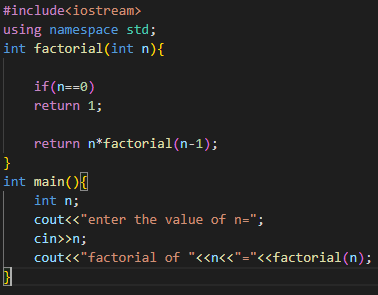 #include<iostream>
using namespace std;
int factorial(int n){
if(n==0)
return 1;
return n*factorial(n-1);
}
int main(){
int n;
cout<<"enter the value of n=";
cin>>n;
cout<<"factorial of "<<n<<"="<<factorial(n);
}